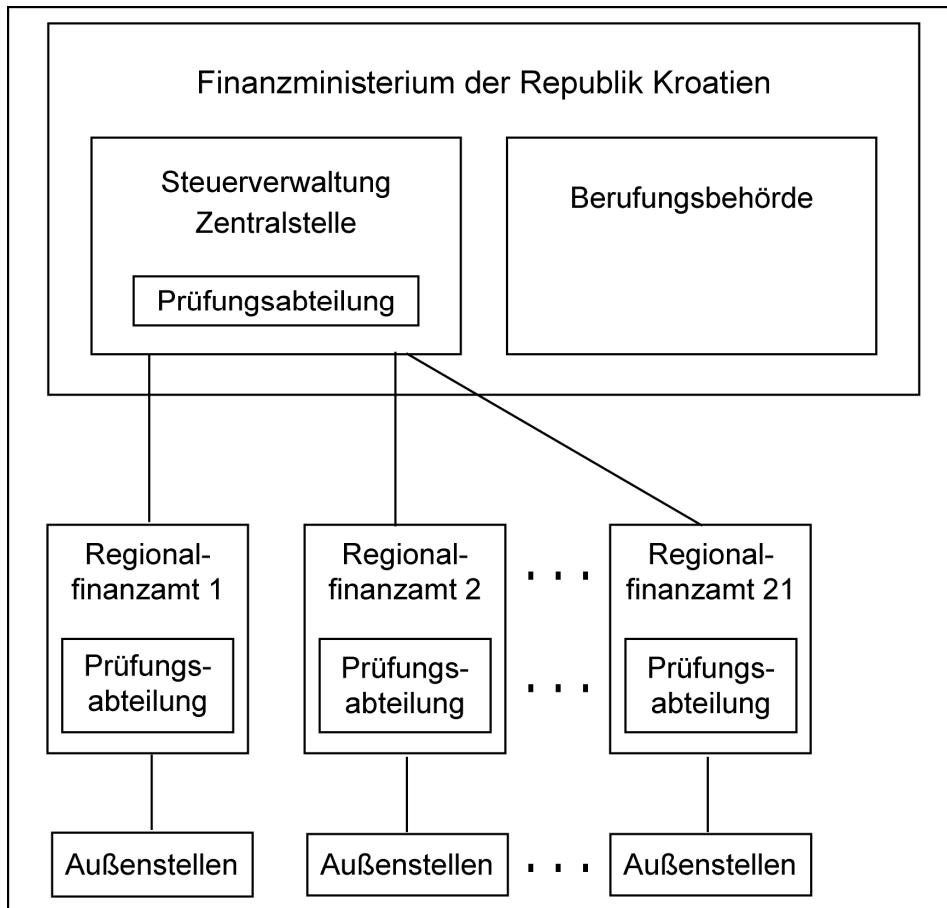 Finanzministerium der Republik Kroatien
Steuerverwaltung
Zentralstelle
Prüfungsabteilung
Berufungsbehörde
Regional-
finanzamt 1
Prüfungs-
abteilung
Außenstellen
Regional-
finanzamt 2
Prüfungs-
abteilung
Außenstellen
. . .
. . .
. . .
Regional-
finanzamt 21
Prüfungs-
abteilung
Außenstellen